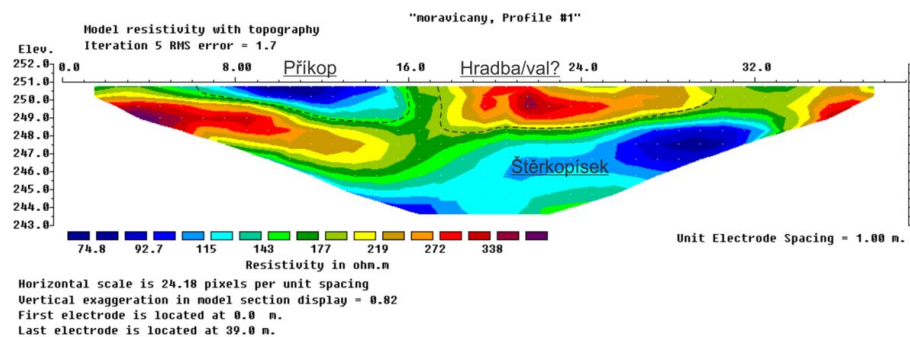 "moravicany, Profile #1"
Model resistivity with topography
Iteration 5 RMS error = 1.7
Elev.
Příkop
Hradba/val?
252.0 0.0 8.00 16.0 24.0 32.0
251.0
250.0
249.0
248.0
247.0
Štěrkopísek
246.0
245.0
244.0
243.0
74.8 92.7 115 143 177 219 272 338
Unit Electrode Spacing = 1.00 m.
Resistivity in ohm.m
Horizontal scale is 24.18 pixels per unit spacing
Vertical exaggeration in model section display = 0.82
First electrode is located at 0.0 m.
Last electrode is located at 39.0 m.